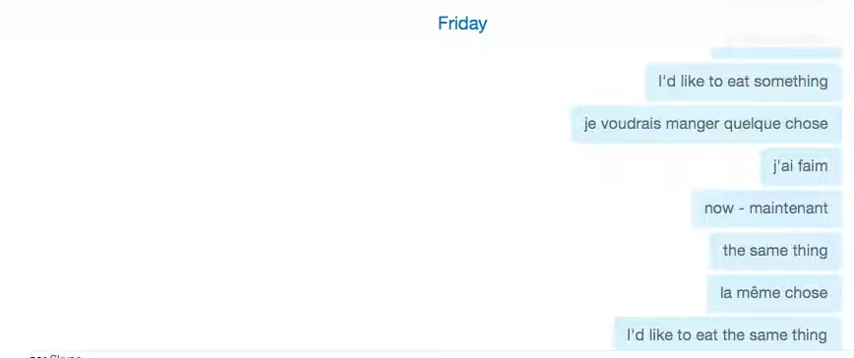 Friday
I'd like to eat something
je voudrais manger quelque chose
j'ai faim
now - maintenant
the same thing
la même chose
I'd like to eat the same thing